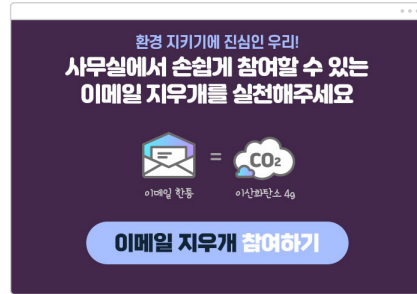 환경 지키기에 진심인 우리!
사무실에서 손쉽게 참여할 수 있는
이메일 지우개를 실천해주세요
= CO₂
이메일 한통 이산화탄소 4g
이메일 지우개 참여하기